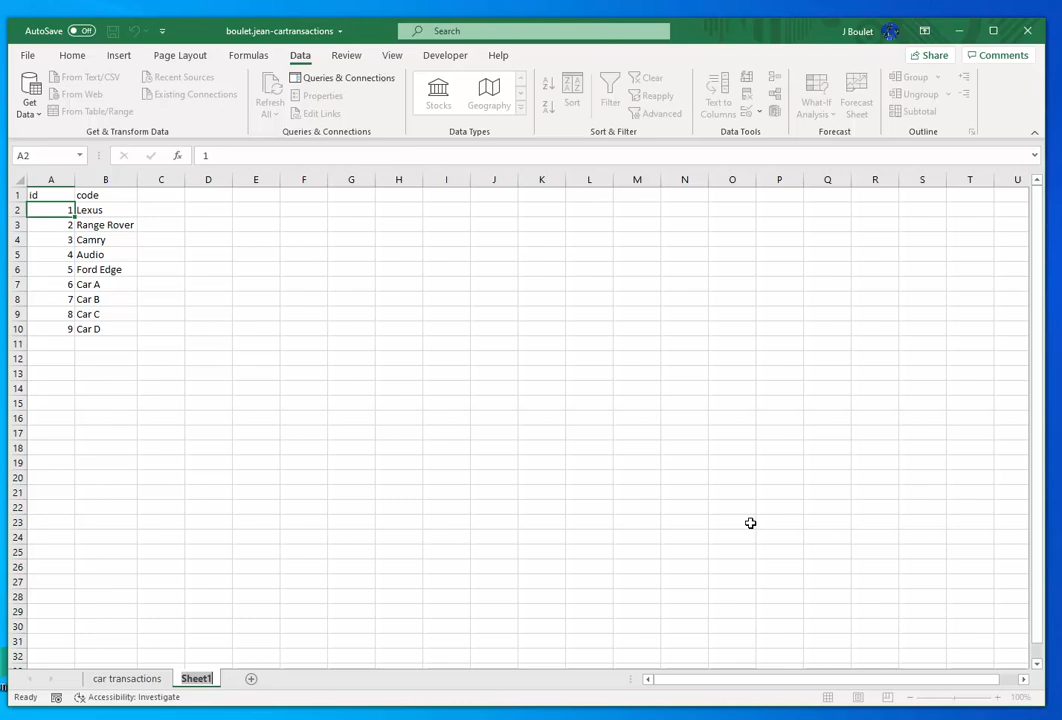 AutoSave Off boulet.jean-cartransactions Search J Boulet
File Home Insert Page Layout Formulas Data Review View Developer Help Share Comments
Get Data
From Text/CSV
From Web
From Table/Range
Recent Sources
Existing Connections
Get & Transform Data
Refresh All
Queries & Connections
Properties
Edit Links
Queries & Connections
Stocks
Geography
Data Types
Sort
Filter
Clear
Reapply
Advanced
Sort & Filter
Text to Columns
Data Tools
What-If Analysis
Forecast Sheet
Forecast
Group
Ungroup
Subtotal
Outline
A2 fx 1
A B C D E F G H I J K L M N O P Q R S T U
1 id code
2 1 Lexus
3 2 Range Rover
4 3 Camry
5 4 Audio
6 5 Ford Edge
7 6 Car A
8 7 Car B
9 8 Car C
10 9 Car D
11
12
13
14
15
16
17
18
19
20
21
22
23
24
25
26
27
28
29
30
31
32
car transactions Sheet1
Ready Accessibility: Investigate 100%